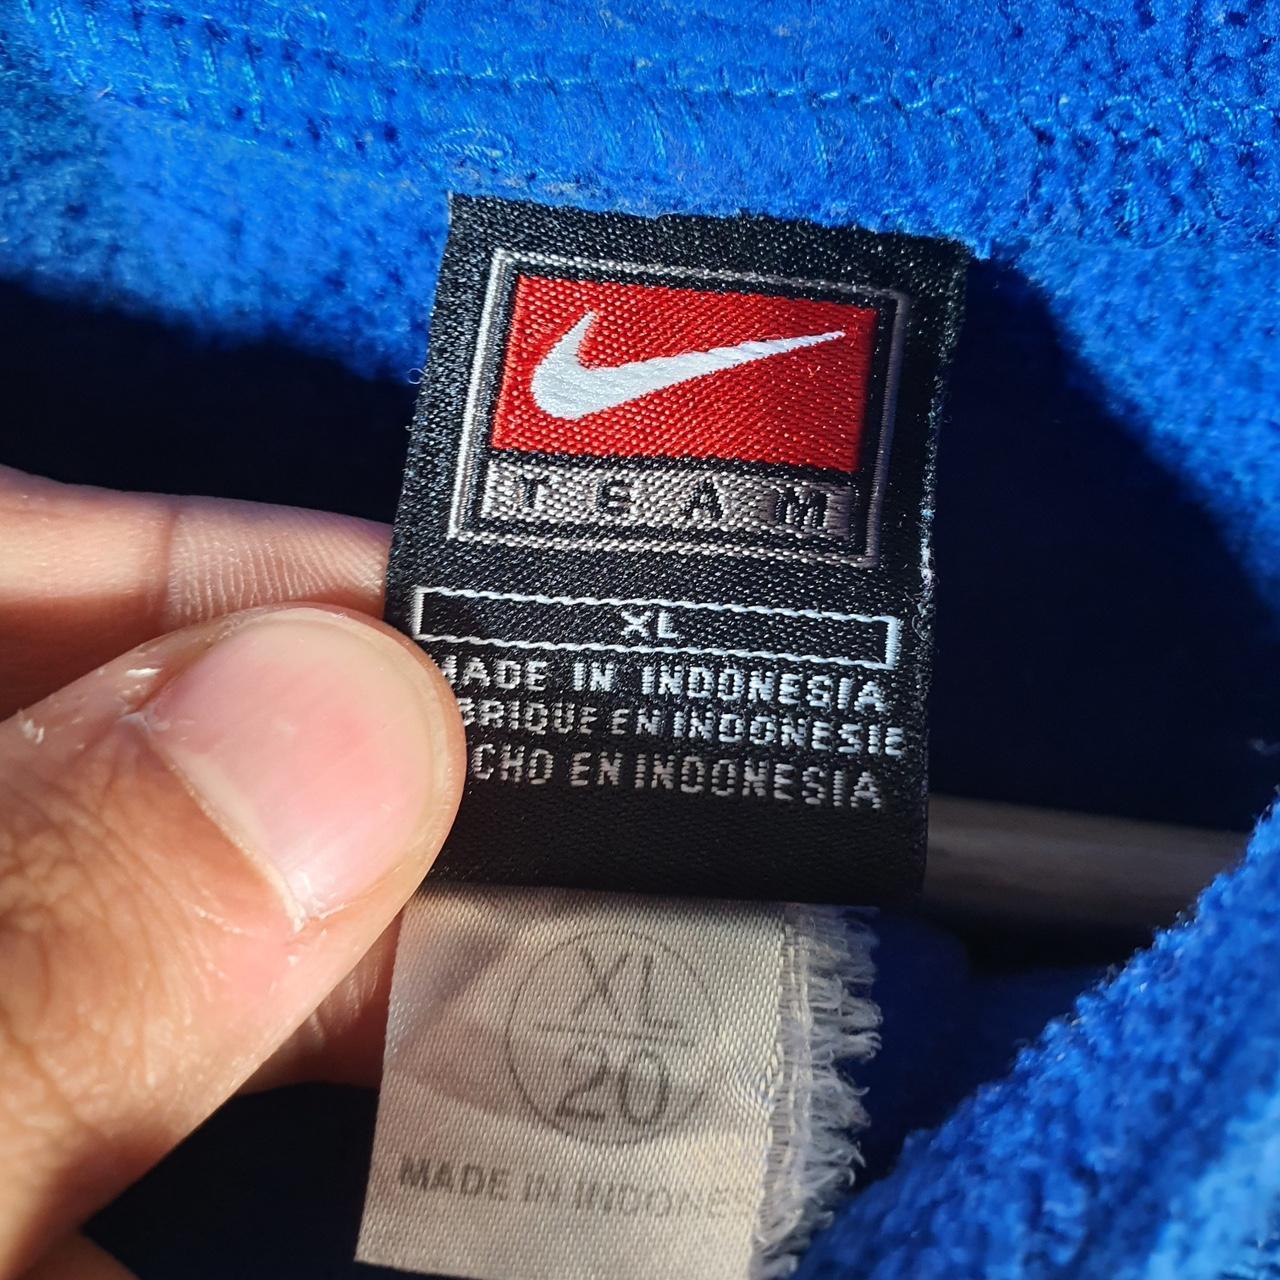 TEAM
XL
MADE IN INDONESIA
BRIQUE EN INDONESIE
CHO EN INDONESIA
XL
20
MADE IN INDONES